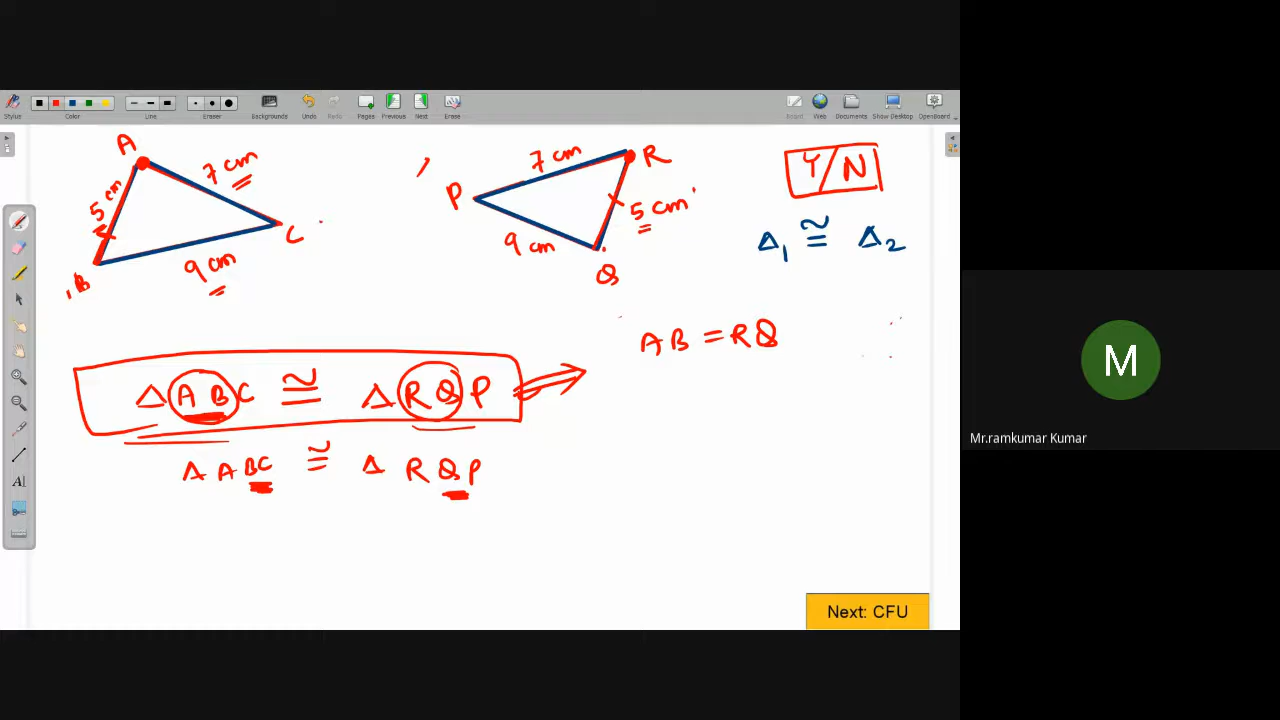 Stylus
Color
Line
Eraser
Backgrounds
Undo
Redo
Pages
Previous
Next
Erase
Board
Web
Documents
Show Desktop
OpenBoard
A
5 cm
7 cm
B
9 cm
C
7 cm
R
P
5 cm
9 cm
Q
Y/N
Δ1 ≅ Δ2
AB = RQ
Δ ABC ≅ Δ RQP
Δ ABC ≅ Δ RQP
Next: CFU
M
Mr.ramkumar Kumar